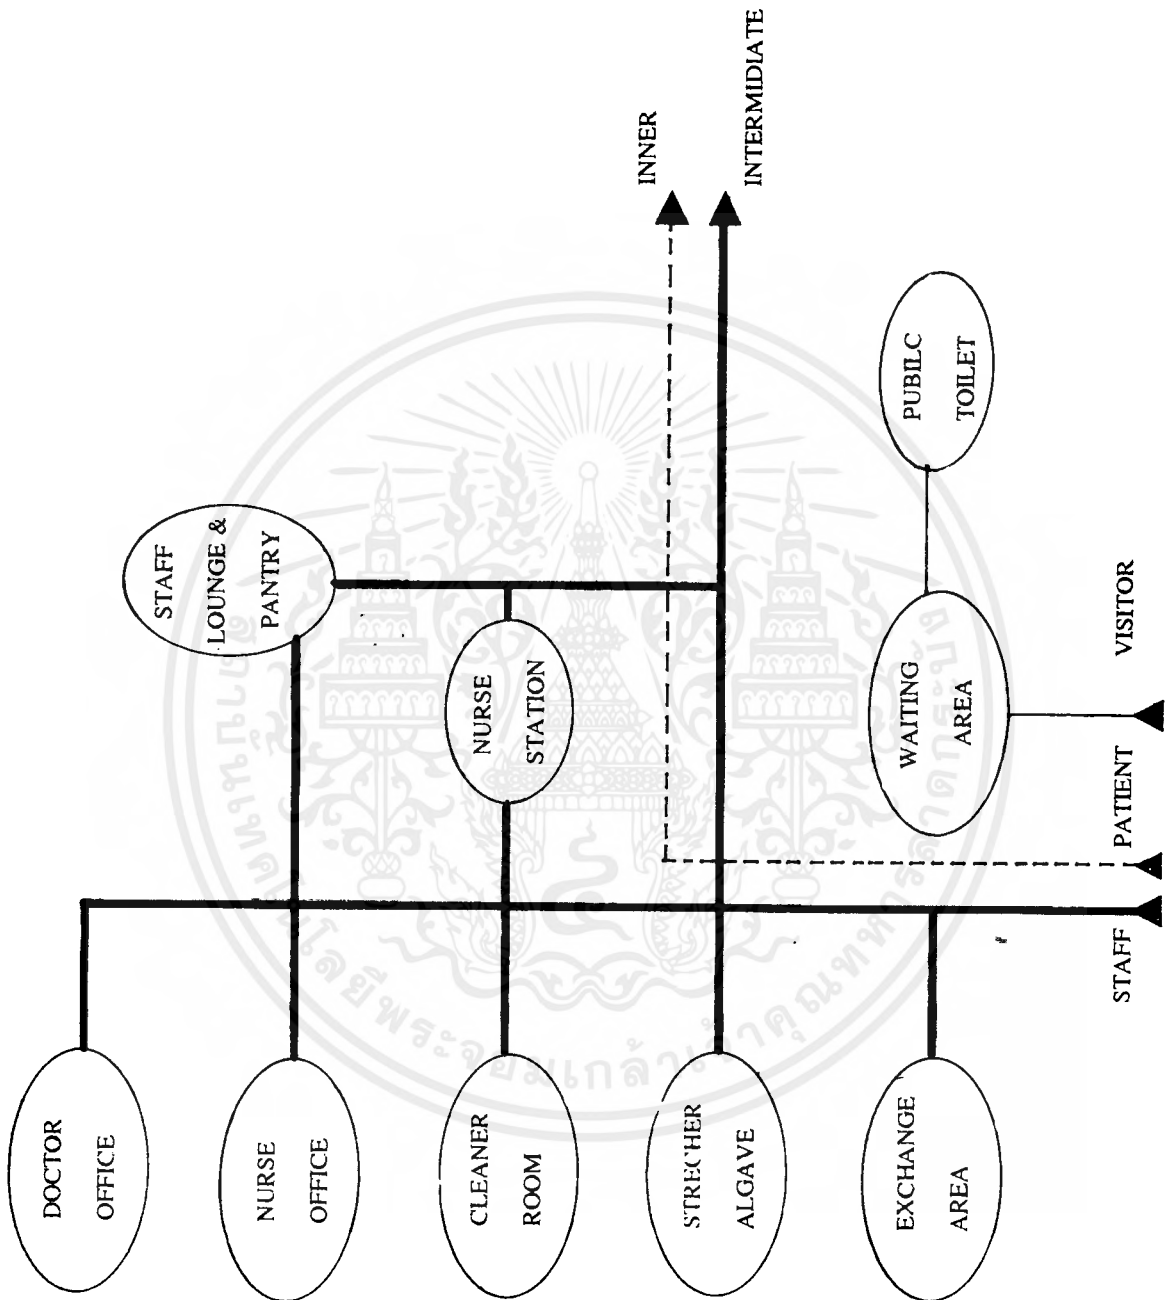 DOCTOR
OFFICE
NURSE
OFFICE
CLEANER
ROOM
STRECHER
ALGAVE
EXCHANGE
AREA
STAFF
LOUNGE &
PANTRY
NURSE
STATION
WAITING
AREA
PUBILC
TOILET
STAFF
PATIENT
VISITOR
INNER
INTERMIDIATE